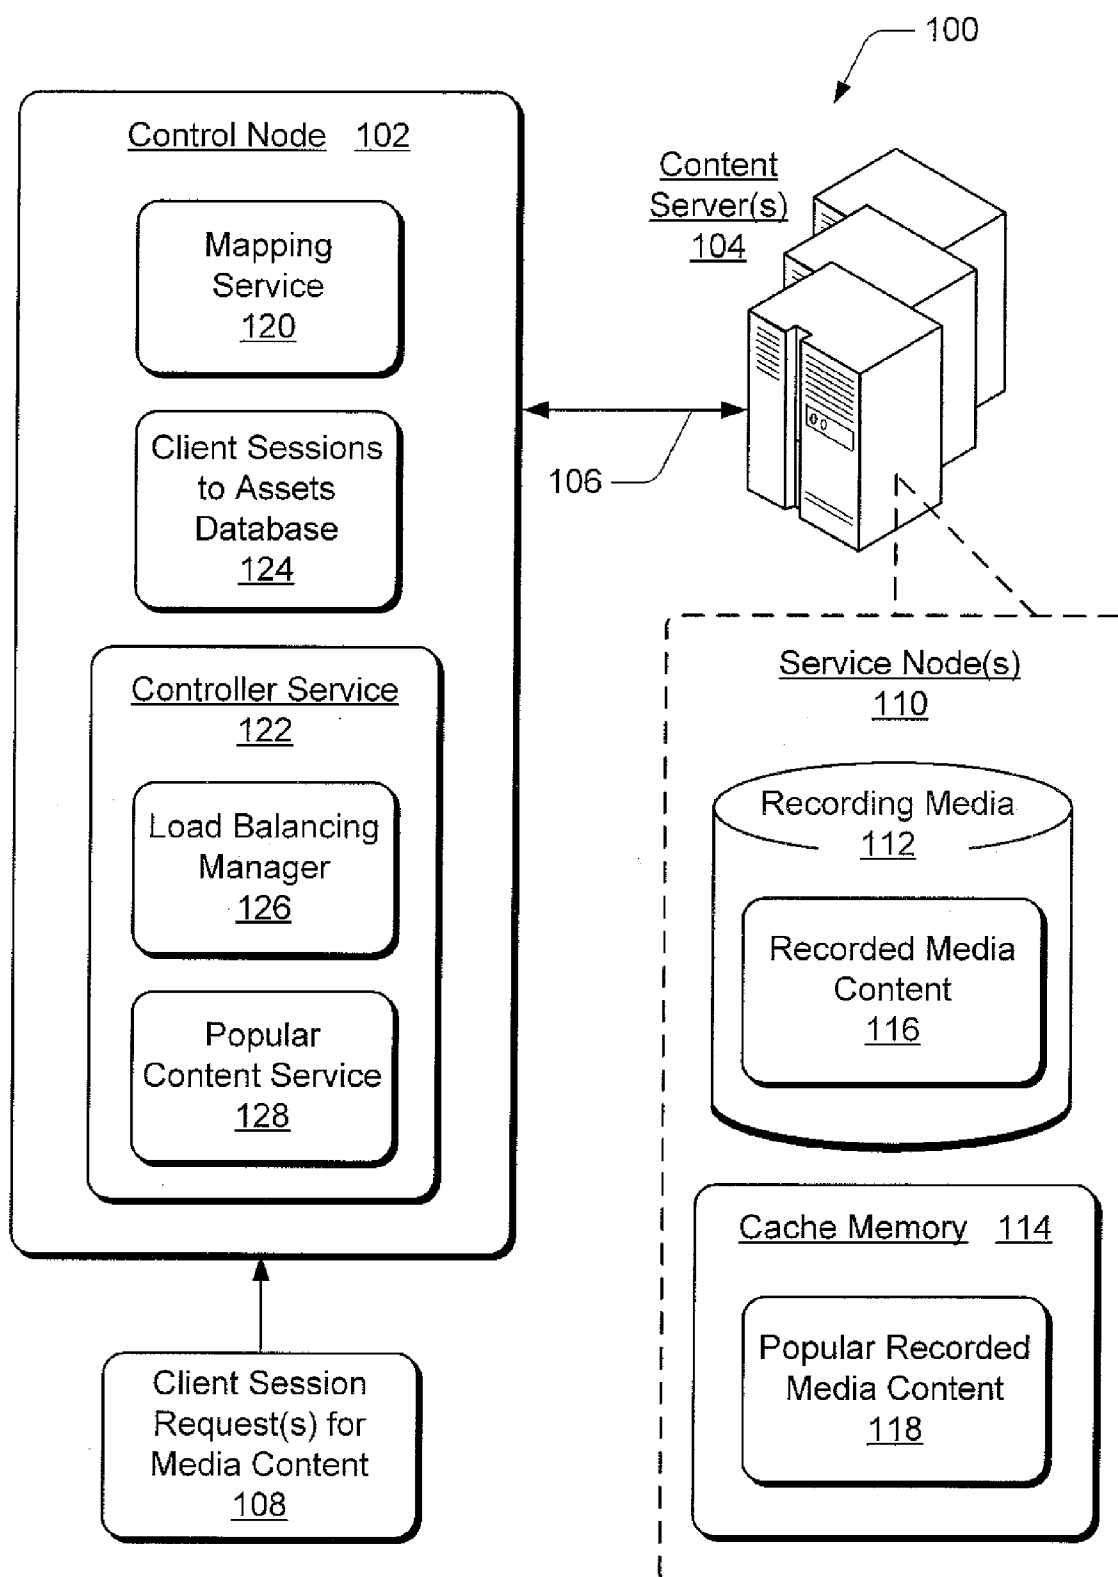 100
Control Node 102
Mapping
Service
120
Client Sessions
to Assets
Database
124
Controller Service
122
Load Balancing
Manager
126
Popular
Content Service
128
Client Session
Request(s) for
Media Content
108
Content
Server(s)
104
106
Service Node(s)
110
Recording Media
112
Recorded Media
Content
116
Cache Memory 114
Popular Recorded
Media Content
118